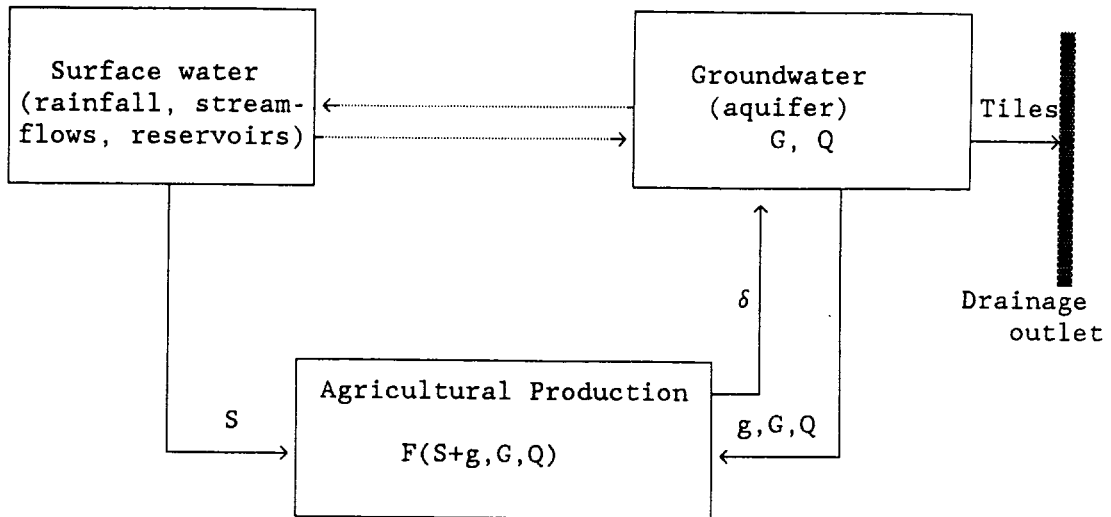 Surface water
(rainfall, stream-
flows, reservoirs)
Groundwater
(aquifer)
G, Q
Tiles
Drainage
outlet
δ
S
g,G,Q
Agricultural Production
F(S+g,G,Q)